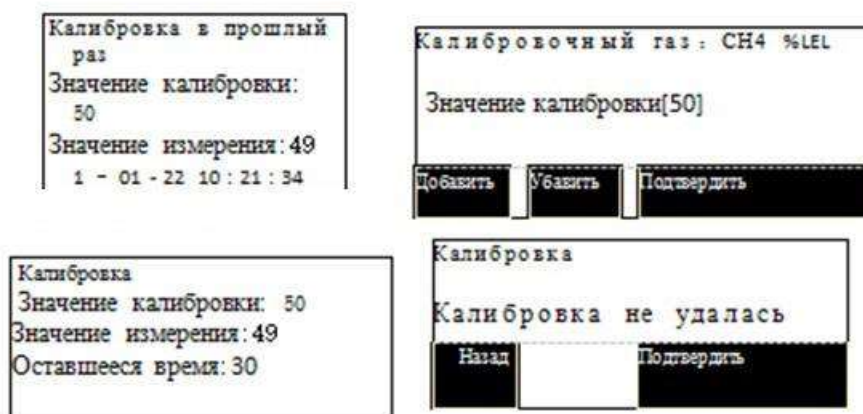 Калибровка в прошлый
раз
Значение калибровки:
50
Значение измерения:49
1 - 01-22 10:21:34
Калибровочный газ: CH4 %LEL
Значение калибровки[50]
Добавить Убавить Подтвердить
Калибровка
Значение калибровки: 50
Значение измерения:49
Оставшееся время:30
Калибровка
Калибровка не удалась
Назад Подтвердить